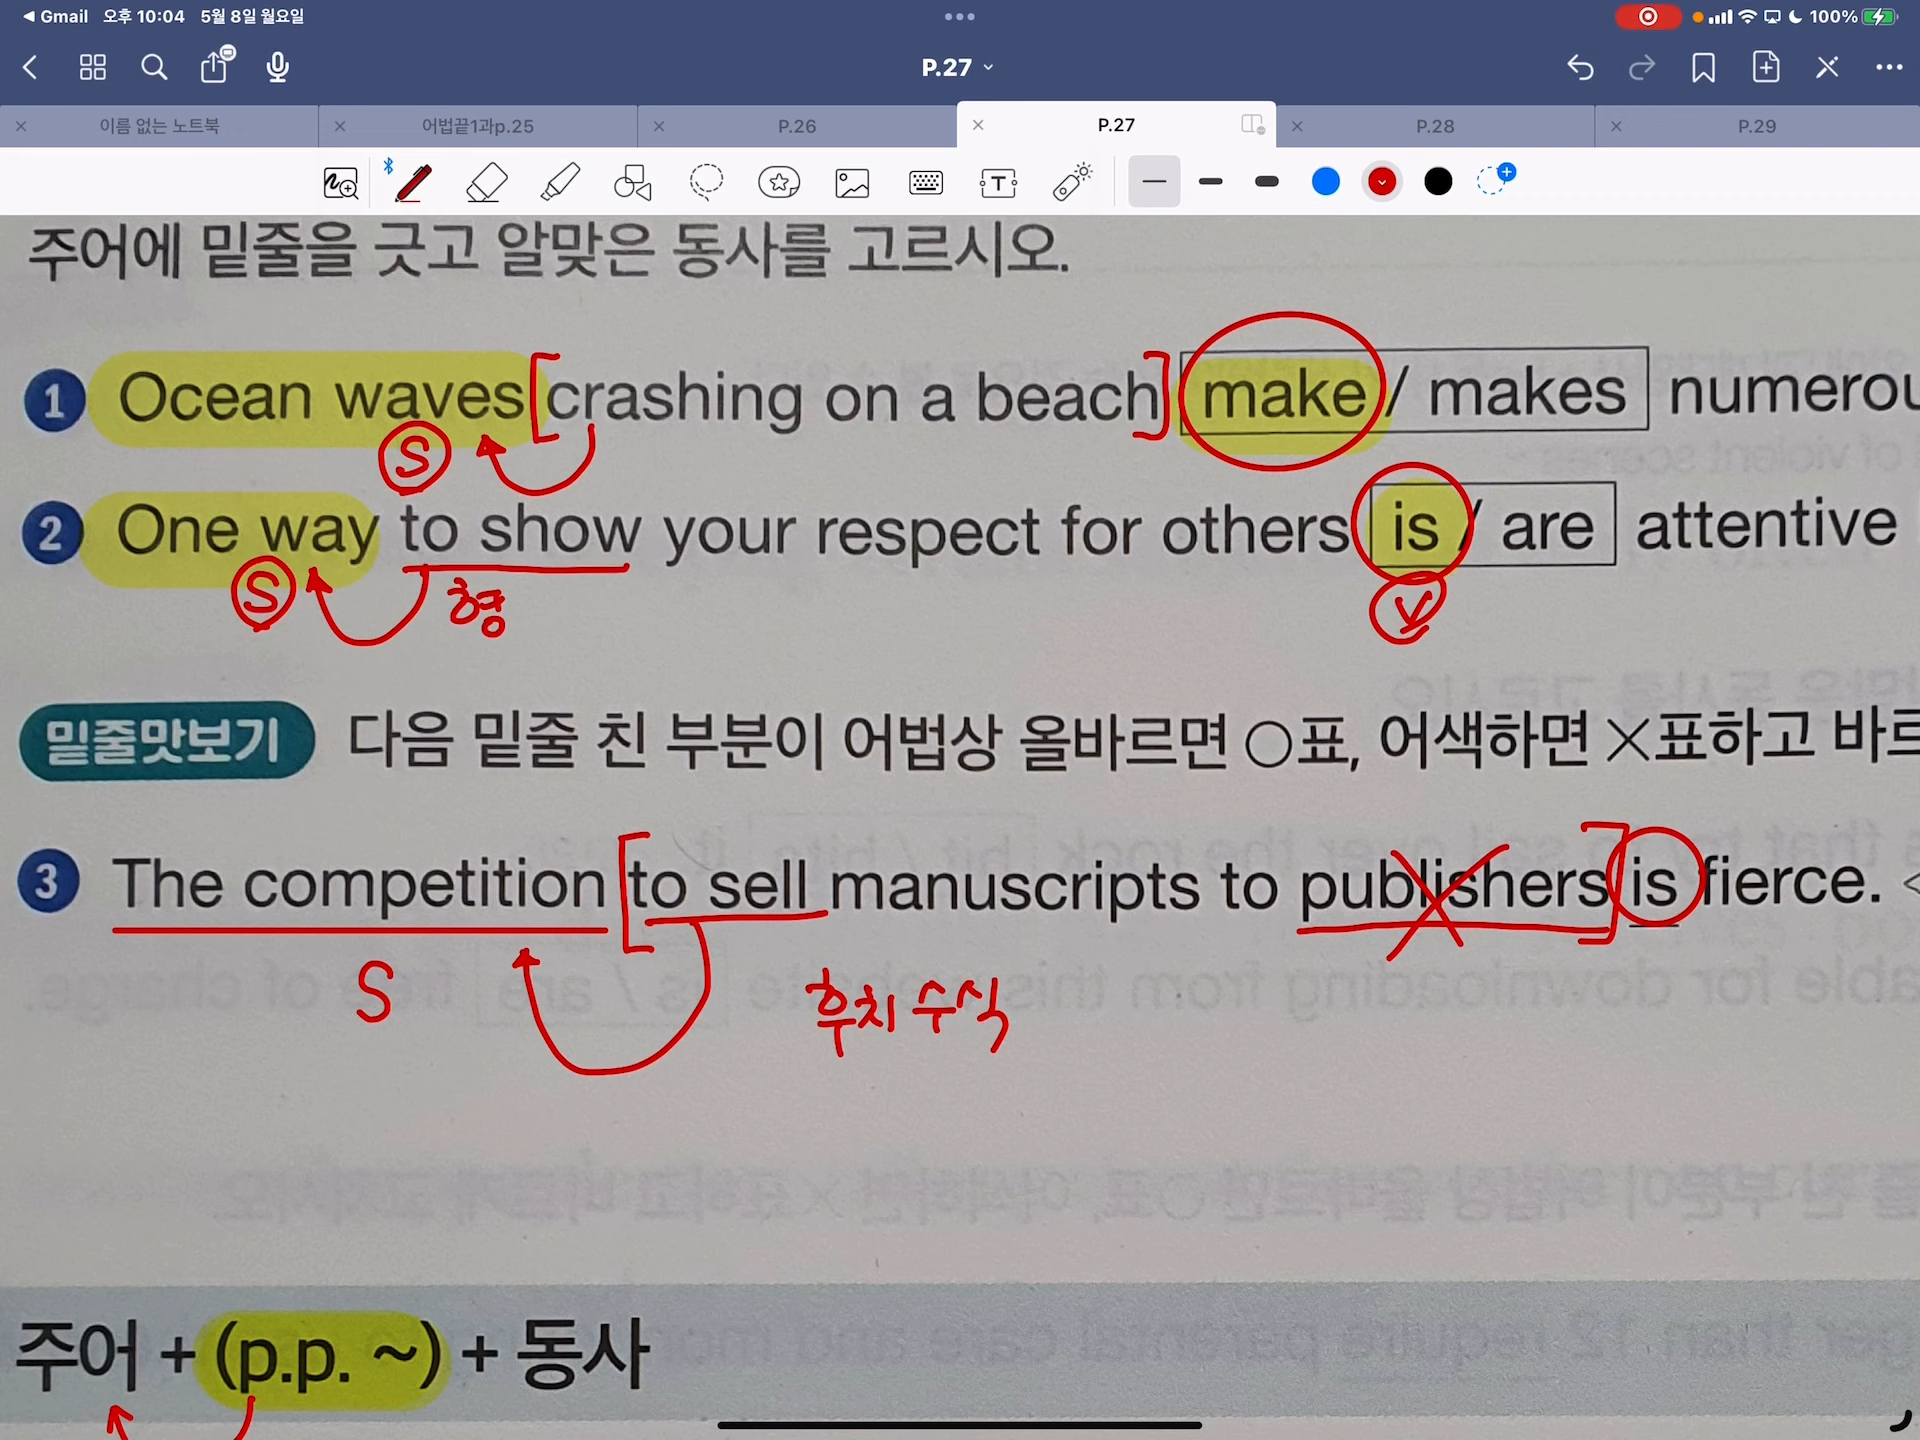 Gmail 오후 10:04 5월 8일 월요일 100%
P.27
이름 없는 노트북 어법끝1과p.25 P.26 P.27 P.28 P.29
주어에 밑줄을 긋고 알맞은 동사를 고르시오.
1 Ocean waves [crashing on a beach] make / makes numerou
S
2 One way to show your respect for others is / are attentive
S 형 V
밑줄맛보기 다음 밑줄 친 부분이 어법상 올바르면 ○표, 어색하면 ×표하고 바르
3 The competition [to sell manuscripts to publishers] is fierce. <
S 후치 수식
주어 + (p.p. ~) + 동사